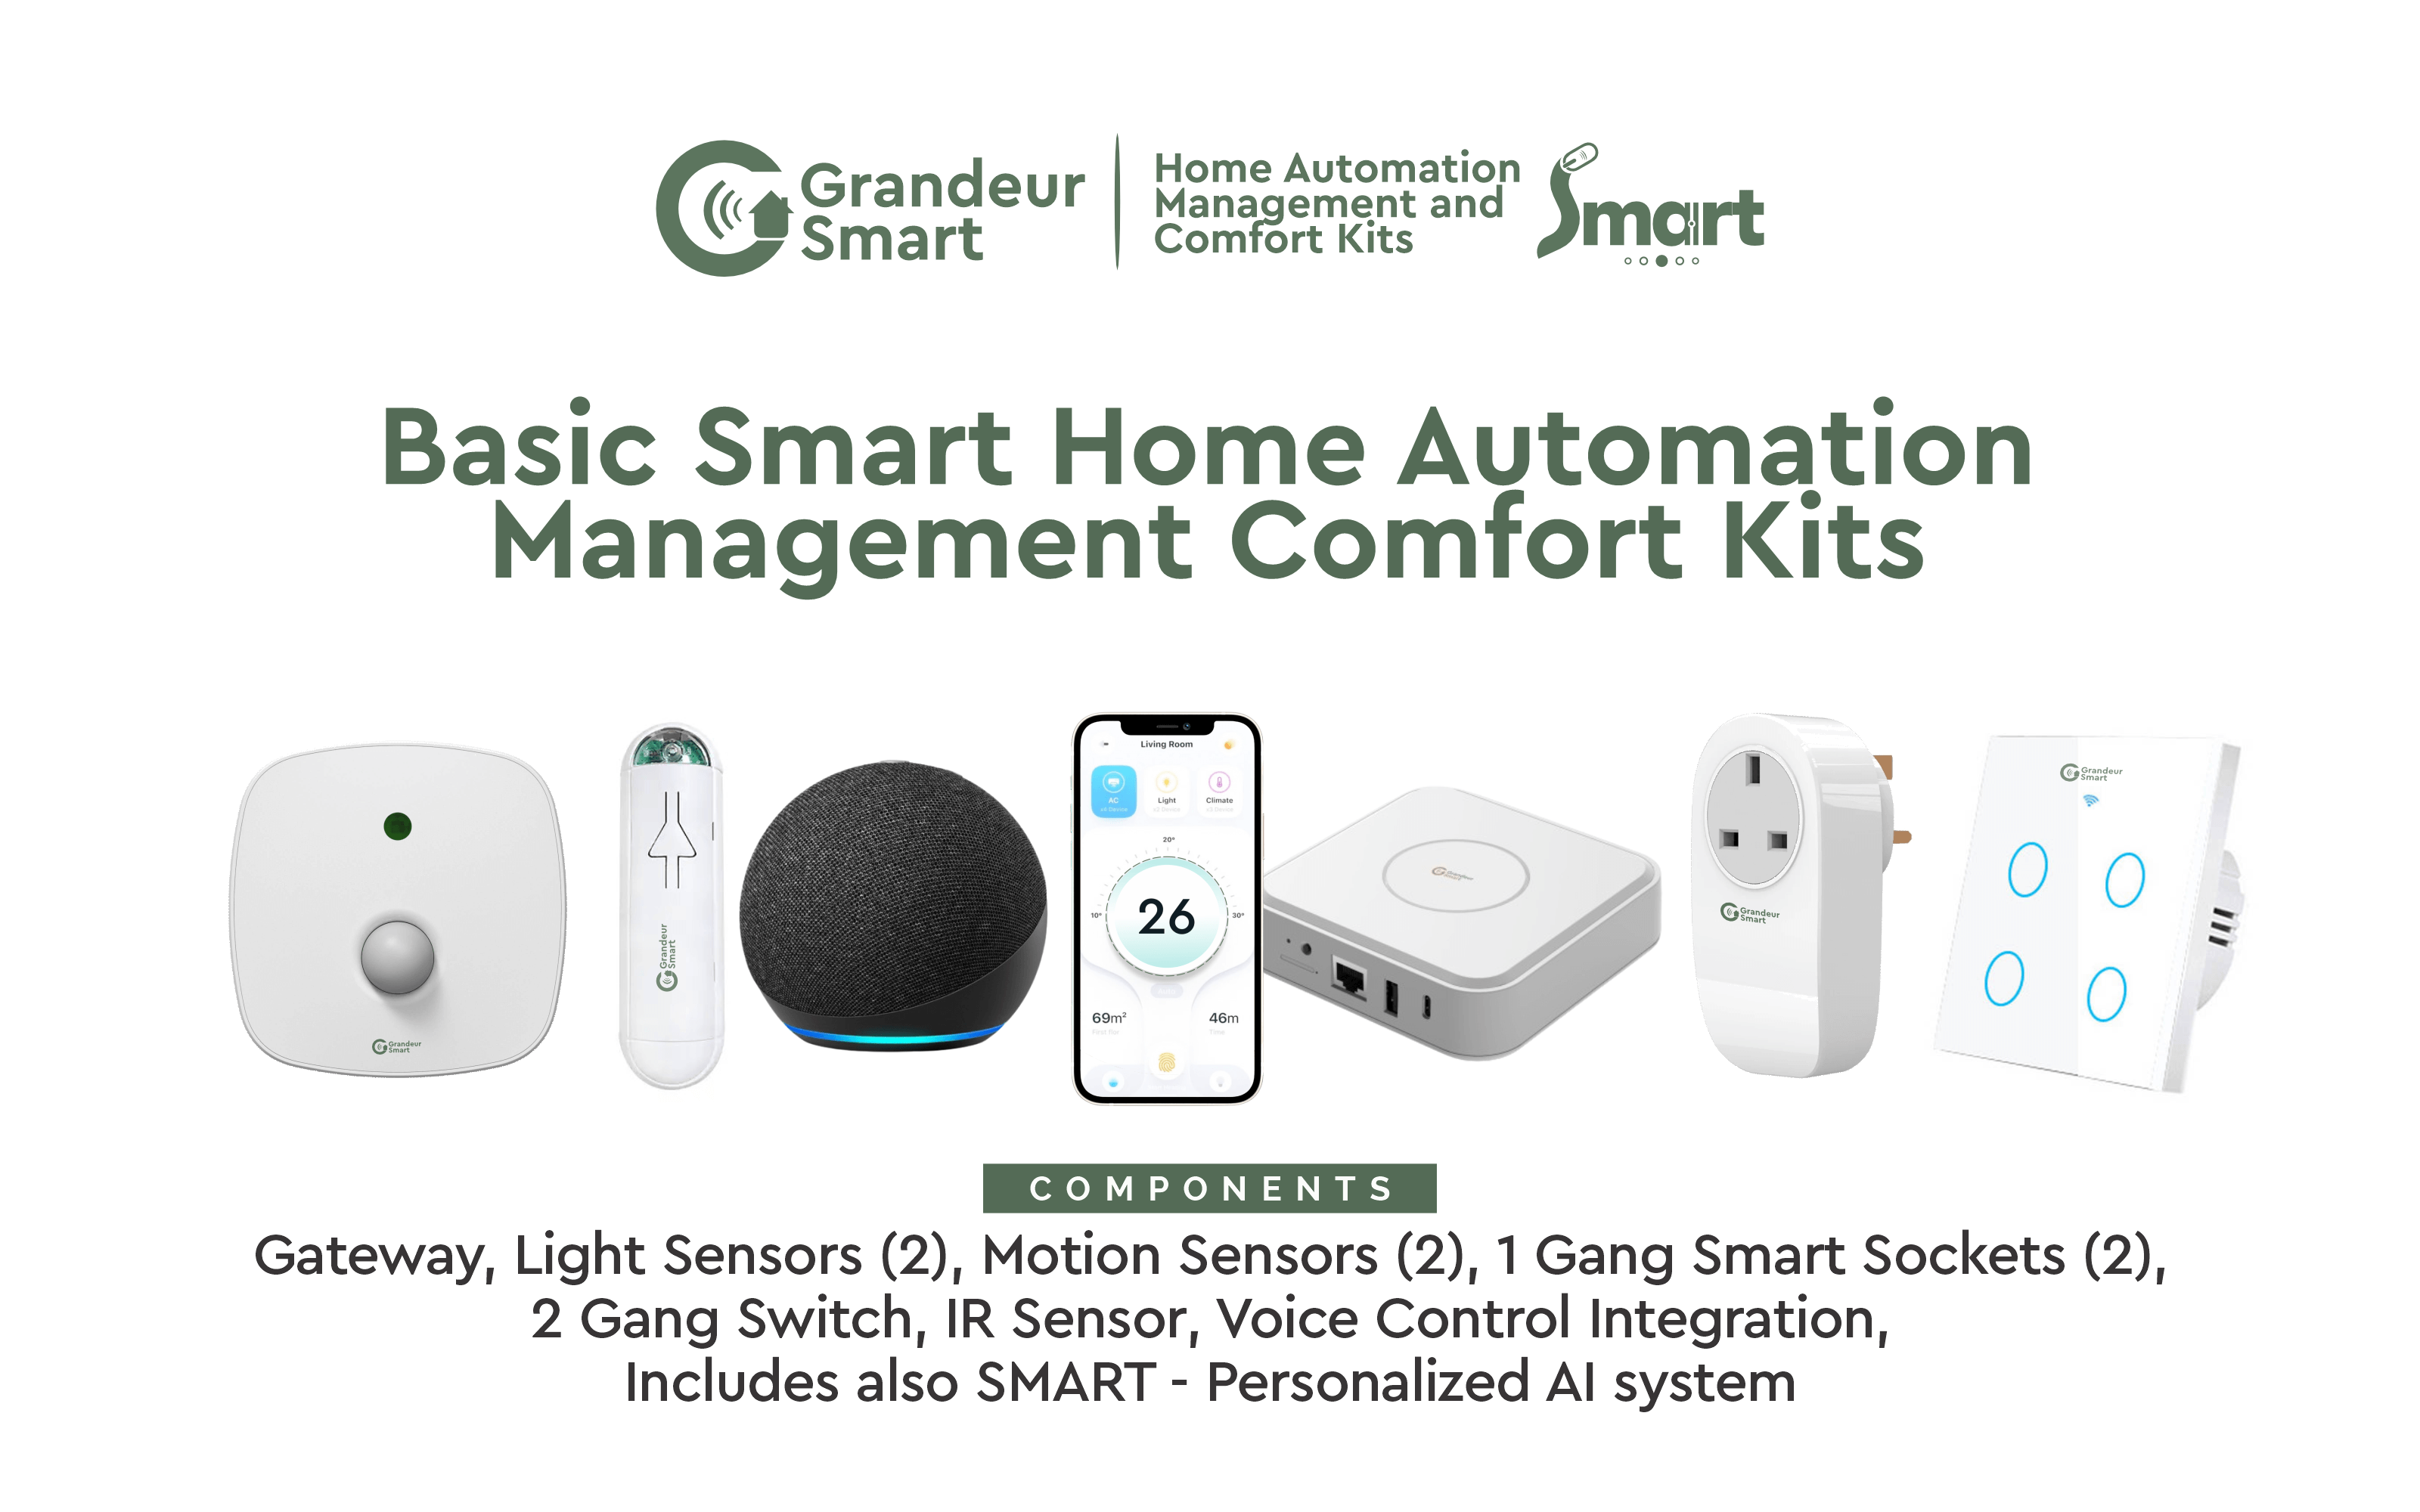 Grandeur
Smart
Home Automation
Management and
Comfort Kits
Smart
Basic Smart Home Automation
Management Comfort Kits
Grandeur
Smart
Grandeur
Smart
Living Room
AC
Light
Climate
20°
10°
30°
26
69m²
46m
Time
Grandeur
Smart
Grandeur
Smart
Grandeur
Smart
COMPONENTS
Gateway, Light Sensors (2), Motion Sensors (2), 1 Gang Smart Sockets (2),
2 Gang Switch, IR Sensor, Voice Control Integration,
Includes also SMART - Personalized AI system